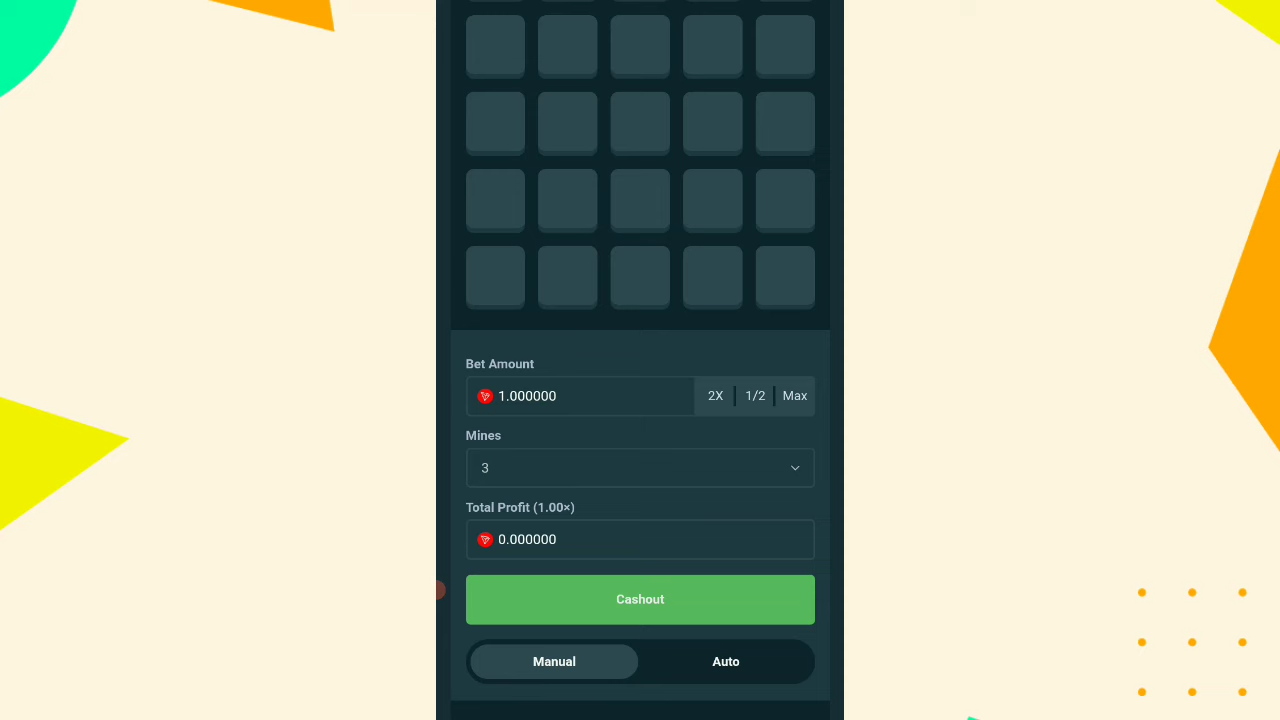 Bet Amount
1.000000 2X 1/2 Max
Mines
3
Total Profit (1.00×)
0.000000
Cashout
Manual Auto